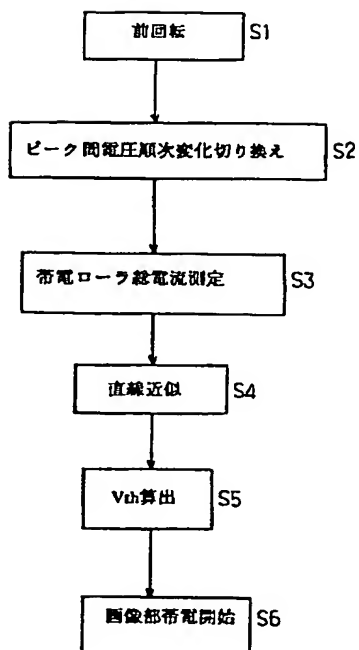 前回転 S1
ピーク間電圧順次変化切り換え S2
帯電ローラ総電流測定 S3
直線近似 S4
Vth算出 S5
画像部帯電開始 S6